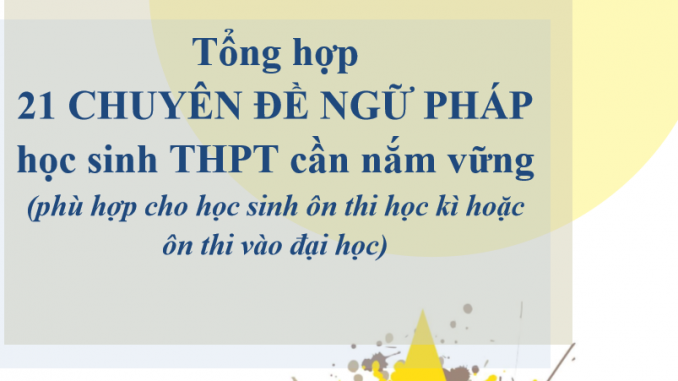 Tổng hợp
21 CHUYÊN ĐỀ NGỮ PHÁP
học sinh THPT cần nắm vững
(phù hợp cho học sinh ôn thi học kì hoặc
ôn thi vào đại học)